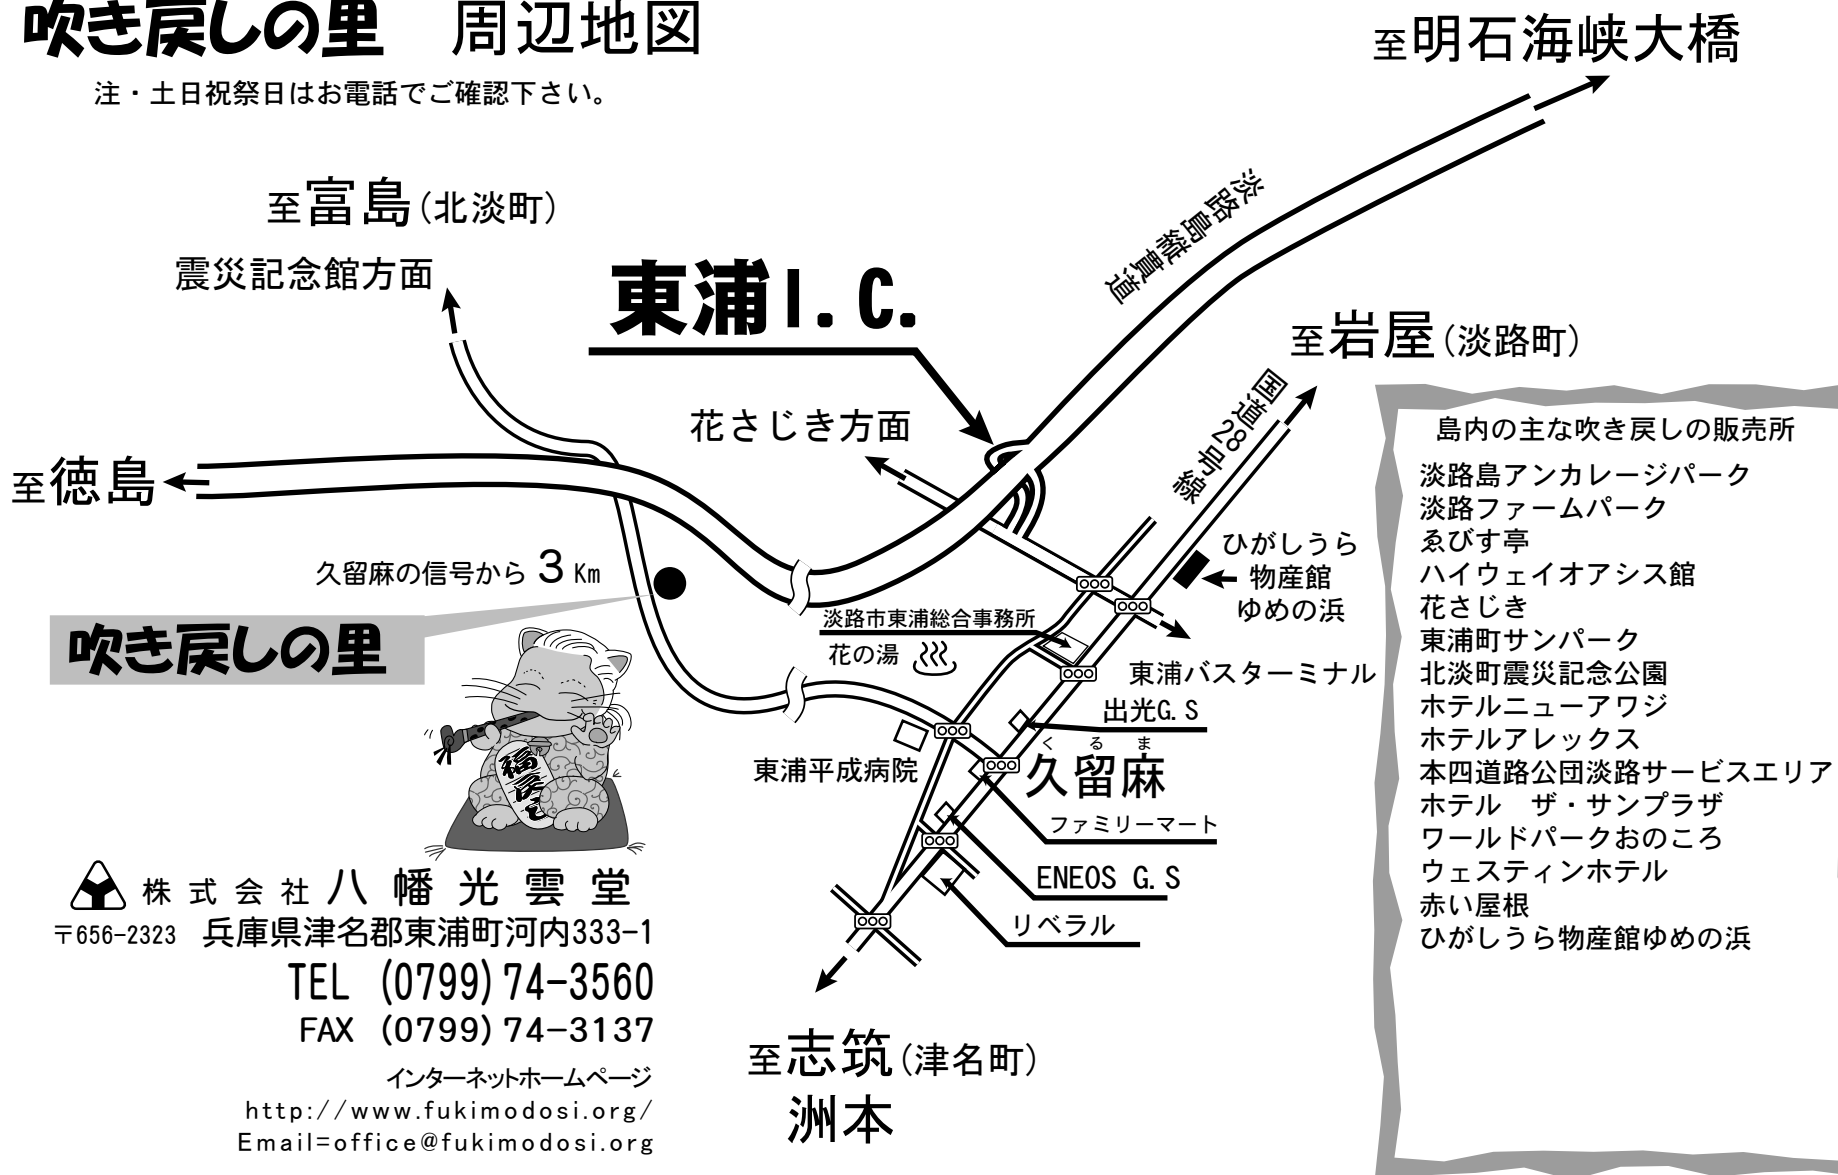 吹き戻しの里　周辺地図
注・土日祝祭日はお電話でご確認下さい。
至明石海峡大橋
至富島(北淡町)
震災記念館方面
淡路島縦貫道
東浦I.C.
至岩屋(淡路町)
国道28号線
花さじき方面
至徳島
久留麻の信号から 3 Km
吹き戻しの里
ひがしうら
物産館
ゆめの浜
淡路市東浦総合事務所
花の湯
東浦バスターミナル
出光G.S
くるま
久留麻
東浦平成病院
ファミリーマート
ENEOS G.S
リベラル
福戻し
株式会社八幡光雲堂
〒656-2323 兵庫県津名郡東浦町河内333-1
TEL (0799)74-3560
FAX (0799)74-3137
インターネットホームページ
http://www.fukimodosi.org/
Email=office@fukimodosi.org
至志筑(津名町)
洲本
島内の主な吹き戻しの販売所
淡路島アンカレージパーク
淡路ファームパーク
ゑびす亭
ハイウェイオアシス館
花さじき
東浦町サンパーク
北淡町震災記念公園
ホテルニューアワジ
ホテルアレックス
本四道路公団淡路サービスエリア
ホテル　ザ・サンプラザ
ワールドパークおのころ
ウェスティンホテル
赤い屋根
ひがしうら物産館ゆめの浜